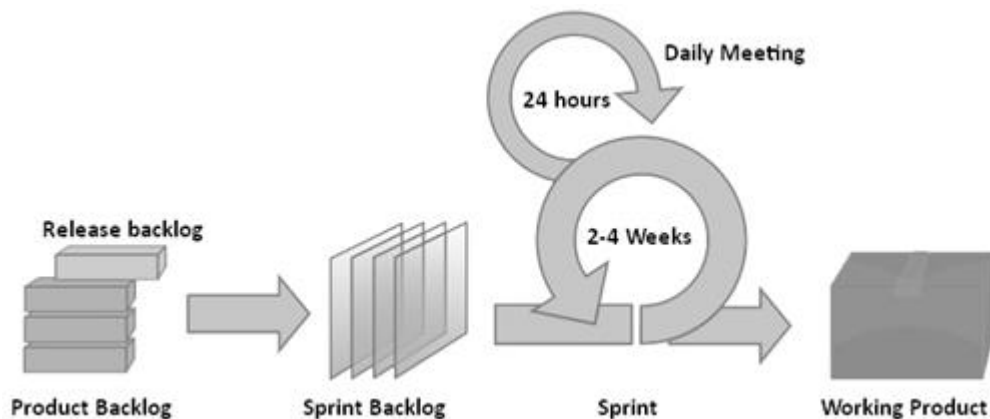 Daily Meeting
24 hours
Release backlog
2-4 Weeks
Product Backlog
Sprint Backlog
Sprint
Working Product